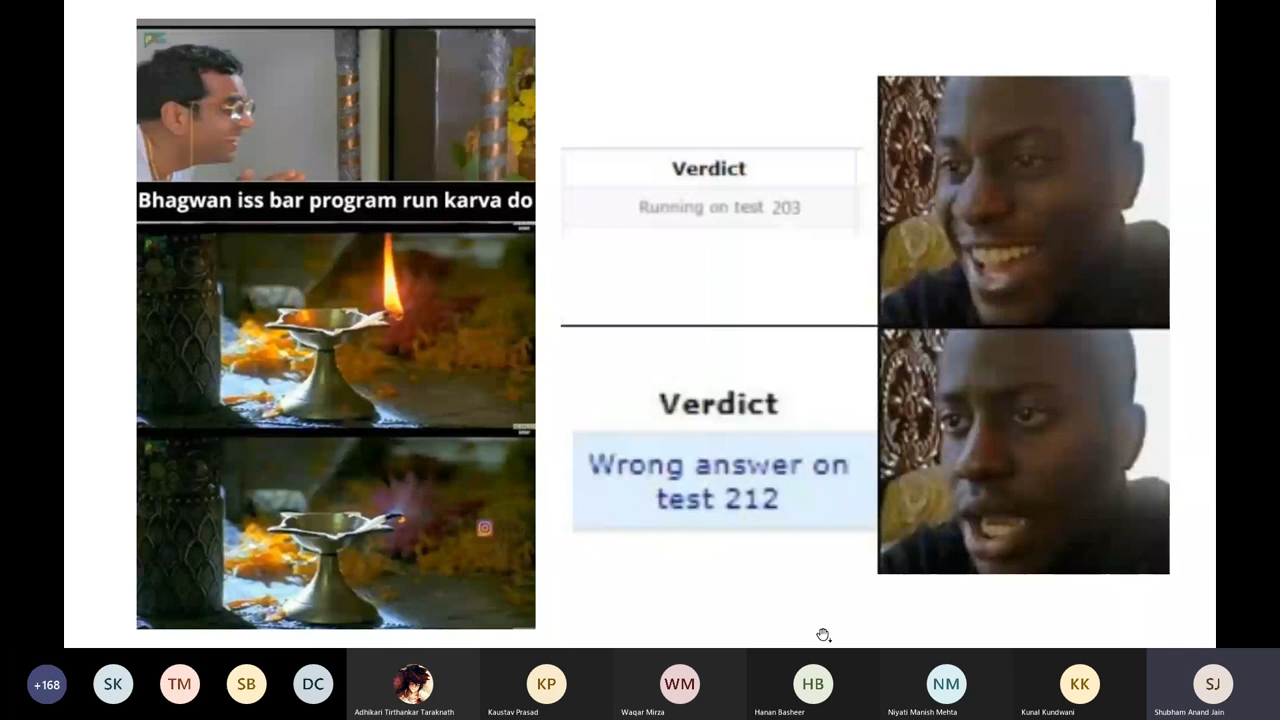 Bhagwan iss bar program run karva do
Verdict
Running on test 203
Verdict
Wrong answer on
test 212
+168
SK
TM
SB
DC
KP
WM
HB
NM
KK
SJ
Adhikari Tirthankar Taraknath
Kaustav Prasad
Waqar Mirza
Hanan Basheer
Niyati Manish Mehta
Kunal Kundwani
Shubham Anand Jain